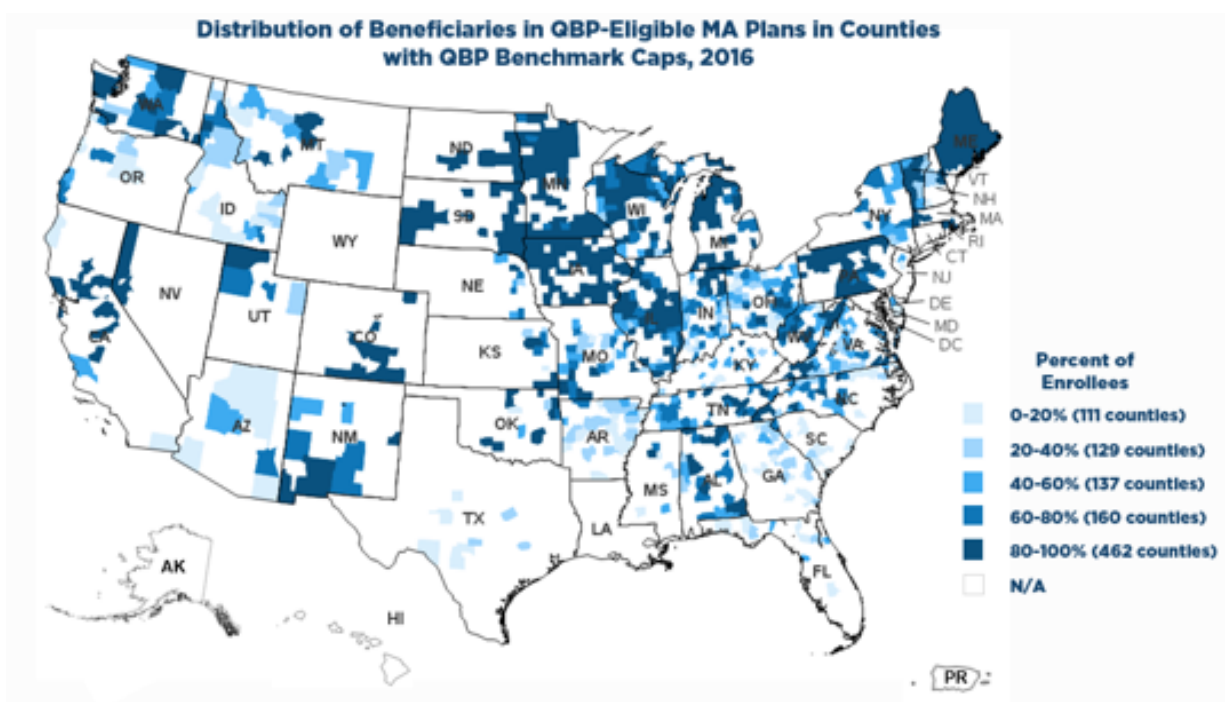 Distribution of Beneficiaries in QBP-Eligible MA Plans in Counties
with QBP Benchmark Caps, 2016
WA
MT
ND
MN
ME
OR
ID
SD
WI
MI
NY
VT
NH
MA
RI
CT
WY
NE
IA
PA
NJ
NV
UT
CO
KS
MO
IN
OH
DE
MD
DC
CA
KY
VA
AZ
NM
OK
AR
TN
NC
SC
MS
AL
GA
TX
LA
FL
AK
HI
PR
Percent of
Enrollees
0-20% (111 counties)
20-40% (129 counties)
40-60% (137 counties)
60-80% (160 counties)
80-100% (462 counties)
N/A